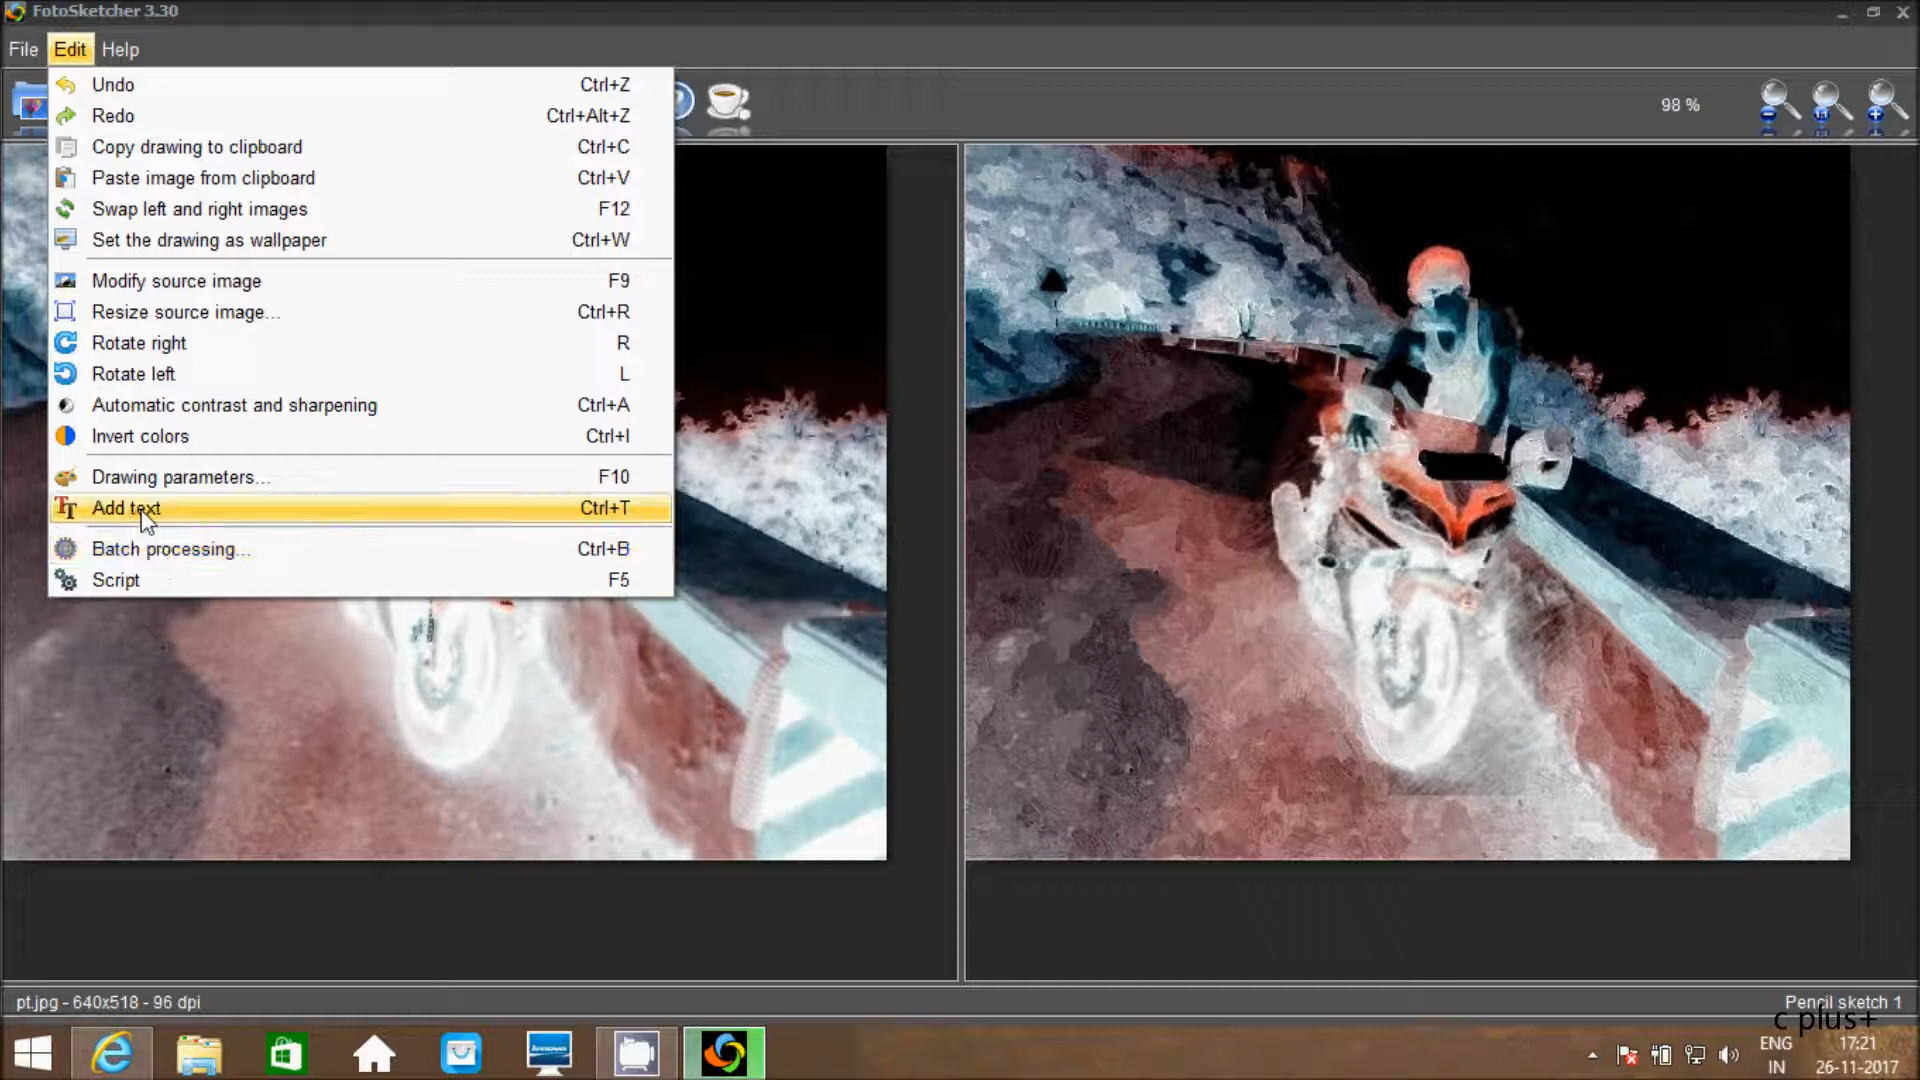 FotoSketcher 3.30
File Edit Help
Undo Ctrl+Z
Redo Ctrl+Alt+Z
Copy drawing to clipboard Ctrl+C
Paste image from clipboard Ctrl+V
Swap left and right images F12
Set the drawing as wallpaper Ctrl+W
Modify source image F9
Resize source image... Ctrl+R
Rotate right R
Rotate left L
Automatic contrast and sharpening Ctrl+A
Invert colors Ctrl+I
Drawing parameters... F10
Add text Ctrl+T
Batch processing... Ctrl+B
Script F5
98 %
pt.jpg - 640x518 - 96 dpi
Pencil sketch 1
c plus+
ENG 17:21
IN 26-11-2017